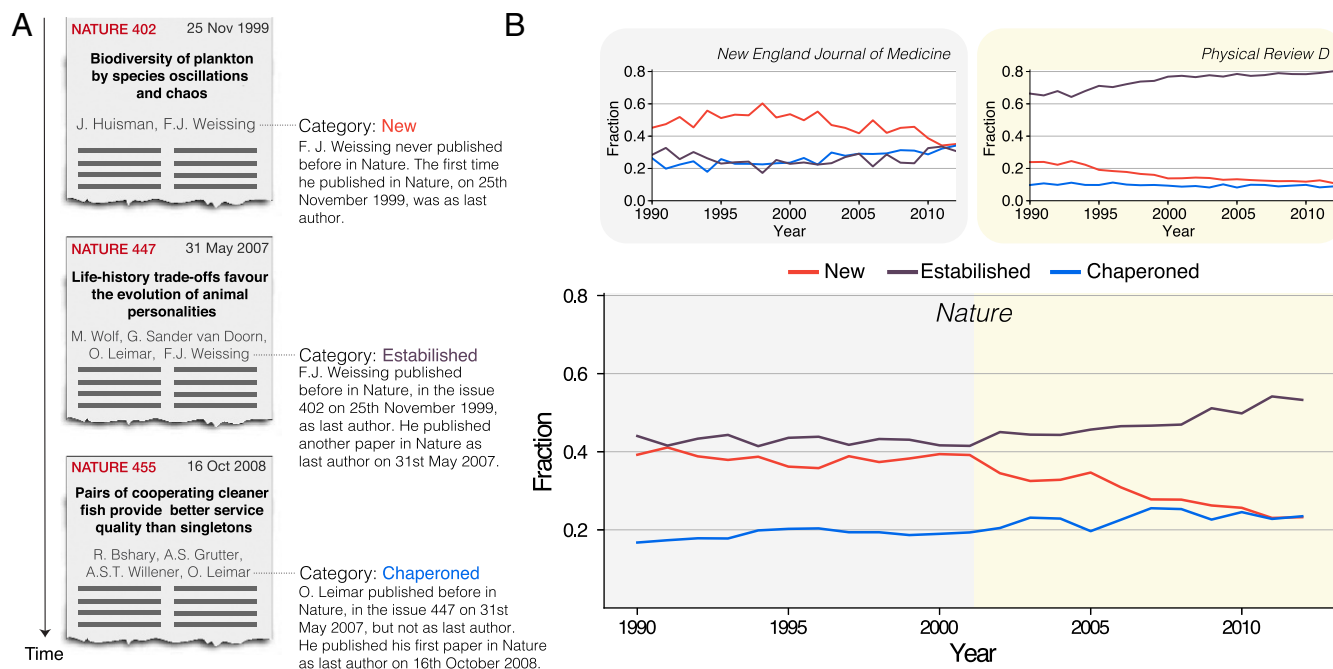 A
NATURE 402 25 Nov 1999
Biodiversity of plankton
by species oscillations
and chaos
J. Huisman, F.J. Weissing
Category: New
F. J. Weissing never published
before in Nature. The first time
he published in Nature, on 25th
November 1999, was as last
author.
NATURE 447 31 May 2007
Life-history trade-offs favour
the evolution of animal
personalities
M. Wolf, G. Sander van Doorn,
O. Leimar, F.J. Weissing
Category: Estabilished
F.J. Weissing published
before in Nature, in the issue
402 on 25th November 1999,
as last author. He published
another paper in Nature as
last author on 31st May 2007.
NATURE 455 16 Oct 2008
Pairs of cooperating cleaner
fish provide better service
quality than singletons
R. Bshary, A.S. Grutter,
A.S.T. Willener, O. Leimar
Category: Chaperoned
O. Leimar published before in
Nature, in the issue 447 on 31st
May 2007, but not as last author.
He published his first paper in Nature
as last author on 16th October 2008.
Time
B
New England Journal of Medicine
0.8
0.6
0.4
0.2
0.0
Fraction
1990 1995 2000 2005 2010
Year
Physical Review D
0.8
0.6
0.4
0.2
0.0
Fraction
1990 1995 2000 2005 2010
Year
New Estabilished Chaperoned
Nature
0.8
0.6
0.4
0.2
Fraction
1990 1995 2000 2005 2010
Year